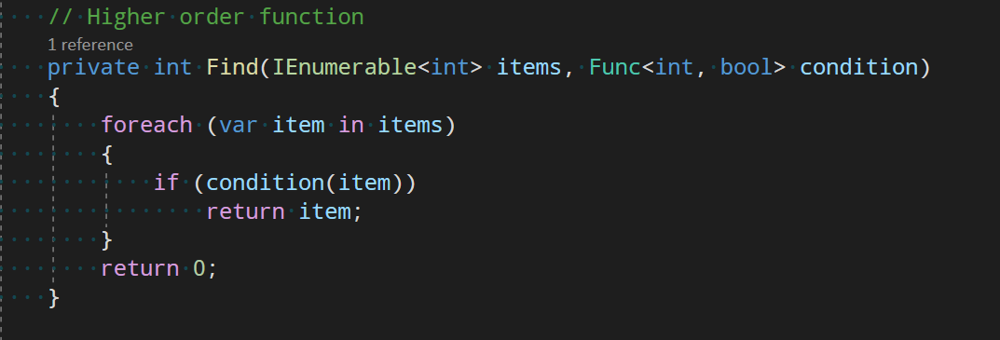 // Higher order function
1 reference
private int Find(IEnumerable<int> items, Func<int, bool> condition)
{
foreach (var item in items)
{
if (condition(item))
return item;
}
return 0;
}